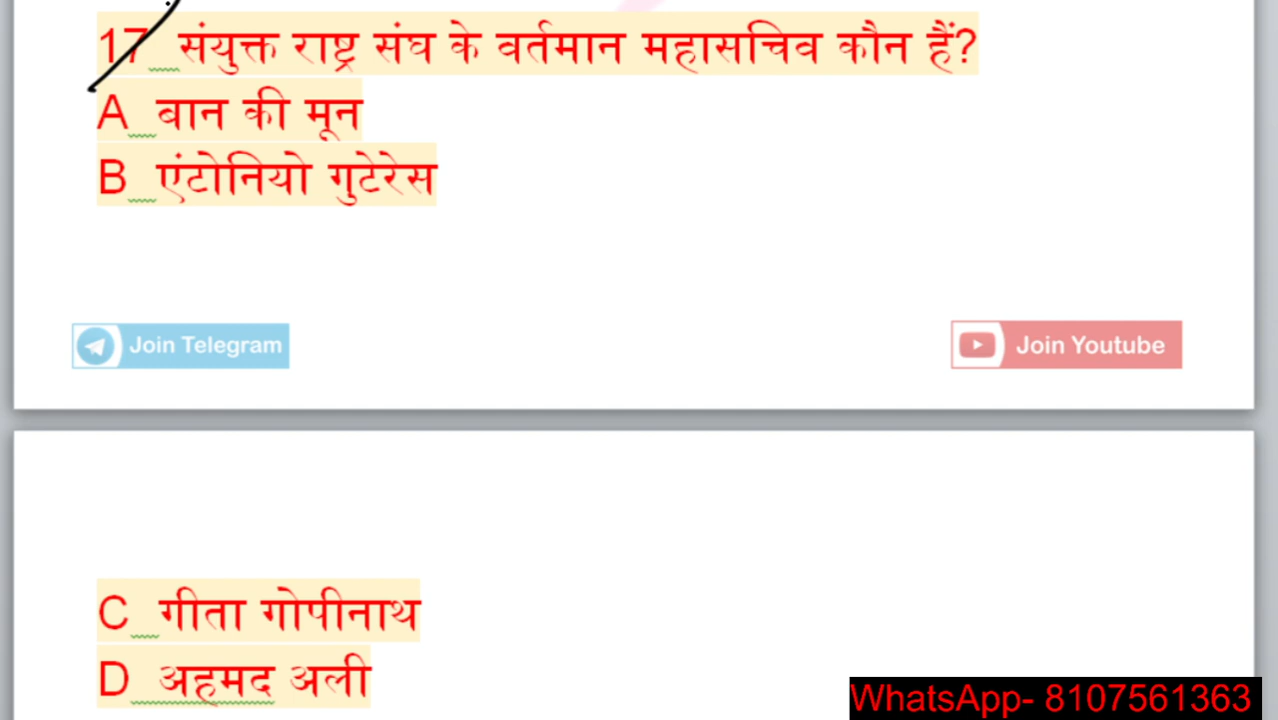 17 संयुक्त राष्ट्र संघ के वर्तमान महासचिव कौन हैं?
A बान की मून
B एंटोनियो गुटेरेस
Join Telegram
Join Youtube
C गीता गोपीनाथ
D अहमद अली
WhatsApp- 8107561363